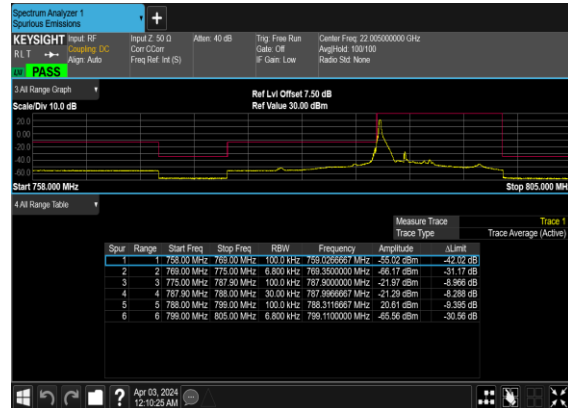 Spectrum Analyzer 1
Spurious Emissions
KEYSIGHT Input: RF Input Z: 50 Ω Atten: 40 dB Trig: Free Run Center Freq: 22.005000000 GHz
RLT Coupling: DC Corr CCorr Gate: Off Avg|Hold: 100/100
Align: Auto Freq Ref: Int (S) IF Gain: Low Radio Std: None
PASS
3 All Range Graph
Ref Lvl Offset 7.50 dB
Scale/Div 10.0 dB Ref Value 30.00 dBm
20.0
0.00
-20.0
-40.0
-60.0
Start 758.000 MHz Stop 805.000 MH
4 All Range Table
Measure Trace Trace 1
Trace Type Trace Average (Active)
Spur Range Start Freq Stop Freq RBW Frequency Amplitude ΔLimit
1 1 758.00 MHz 769.00 MHz 100.0 kHz 759.0266667 MHz -55.02 dBm -42.02 dB
2 2 769.00 MHz 775.00 MHz 6.800 kHz 769.3500000 MHz -66.17 dBm -31.17 dB
3 3 775.00 MHz 787.90 MHz 100.0 kHz 787.9000000 MHz -21.97 dBm -8.966 dB
4 4 787.90 MHz 788.00 MHz 30.00 kHz 787.9966667 MHz -21.29 dBm -8.288 dB
5 5 788.00 MHz 799.00 MHz 100.0 kHz 788.3116667 MHz 20.61 dBm -9.395 dB
6 6 799.00 MHz 805.00 MHz 6.800 kHz 799.1100000 MHz -65.56 dBm -30.56 dB
? Apr 03, 2024
12:10:25 AM